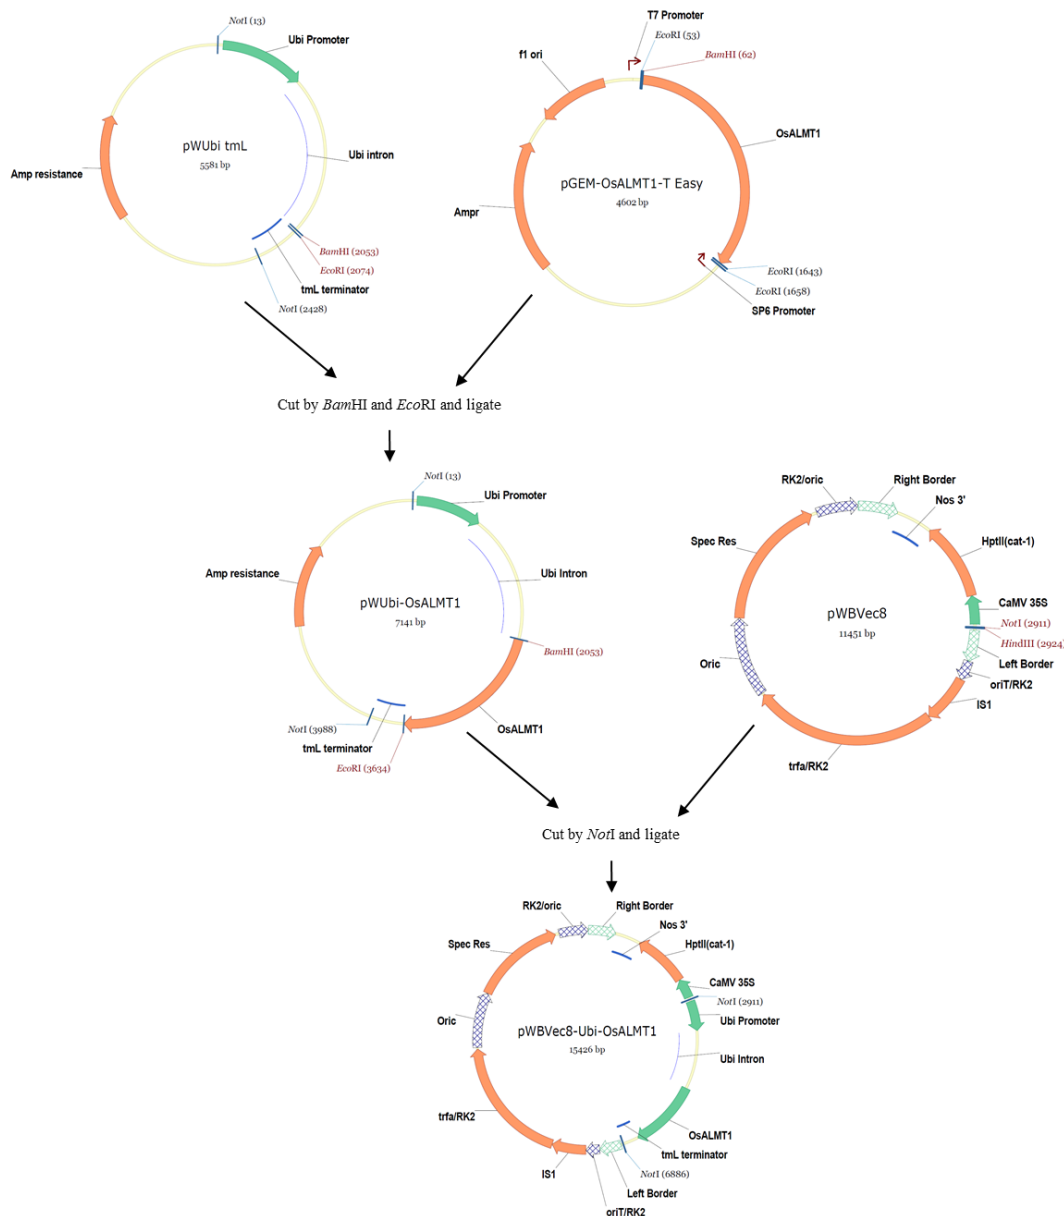 NotI (13)
Ubi Promoter
pWUbi tmL
5581 bp
Ubi intron
Amp resistance
BamHI (2053)
EcoRI (2074)
tmL terminator
NotI (2428)
T7 Promoter
EcoRI (53)
BamHI (62)
f1 ori
OsALMT1
pGEM-OsALMT1-T Easy
4602 bp
Ampr
EcoRI (1643)
EcoRI (1658)
SP6 Promoter
Cut by BamHI and EcoRI and ligate
NotI (13)
Ubi Promoter
Amp resistance
Ubi Intron
pWUbi-OsALMT1
7141 bp
BamHI (2053)
NotI (3988)
tmL terminator
OsALMT1
EcoRI (3634)
RK2/oric
Right Border
Nos 3'
Spec Res
HptII(cat-1)
CaMV 35S
pWBVec8
11451 bp
NotI (2911)
HindIII (2924)
Left Border
Oric
oriT/RK2
IS1
trfa/RK2
Cut by NotI and ligate
RK2/oric
Right Border
Nos 3'
Spec Res
HptII(cat-1)
CaMV 35S
NotI (2911)
Oric
Ubi Promoter
pWBVec8-Ubi-OsALMT1
15426 bp
Ubi Intron
trfa/RK2
OsALMT1
tmL terminator
IS1
NotI (6886)
Left Border
oriT/RK2